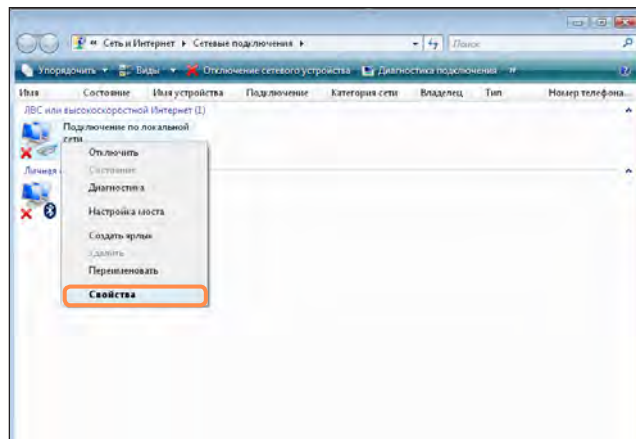 « Сеть и Интернет ▸ Сетевые подключения ▸ Поиск
Упорядочить Виды Отключение сетевого устройства Диагностика подключения »
Имя Состояние Имя устройства Подключение Категория сети Владелец Тип Номер телефона...
ЛВС или высокоскоростной Интернет (1)
Подключение по локальной
сети
Отключить
Состояние
Личная
Диагностика
Настройка моста
Создать ярлык
Удалить
Переименовать
Свойства